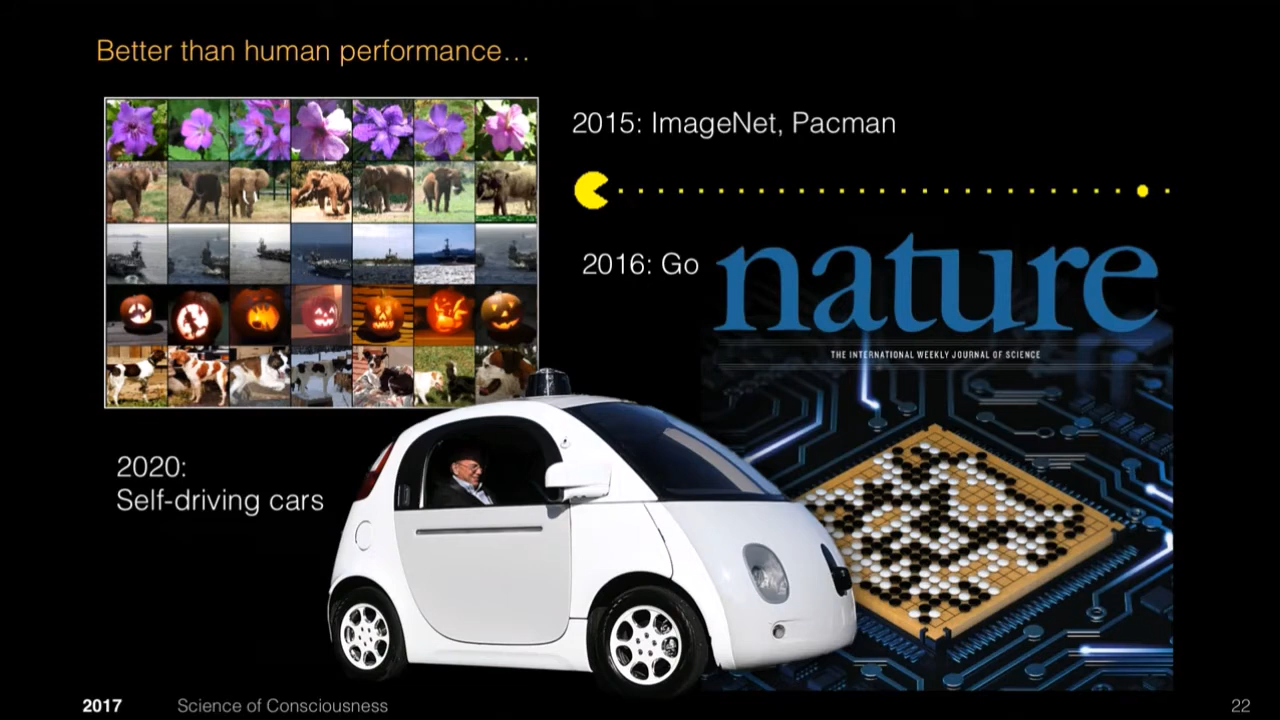 Better than human performance…
2015: ImageNet, Pacman
2016: Go
nature
THE INTERNATIONAL WEEKLY JOURNAL OF SCIENCE
2020:
Self-driving cars
2017 Science of Consciousness 22